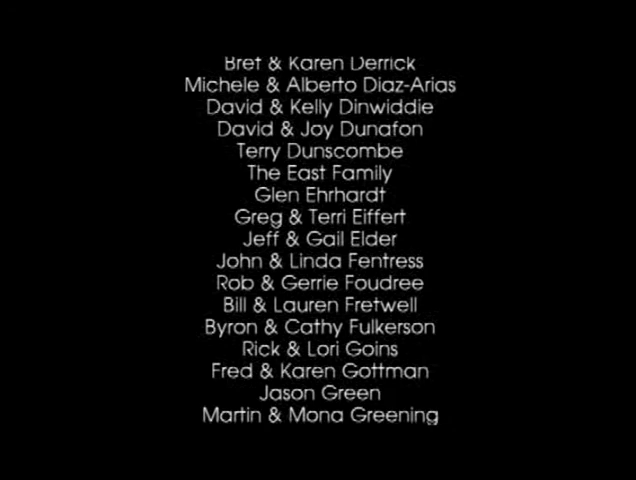 Bret & Karen Derrick
Michele & Alberto Diaz-Arias
David & Kelly Dinwiddie
David & Joy Dunafon
Terry Dunscombe
The East Family
Glen Ehrhardt
Greg & Terri Eiffert
Jeff & Gail Elder
John & Linda Fentress
Rob & Gerrie Foudree
Bill & Lauren Fretwell
Byron & Cathy Fulkerson
Rick & Lori Goins
Fred & Karen Gottman
Jason Green
Martin & Mona Greening